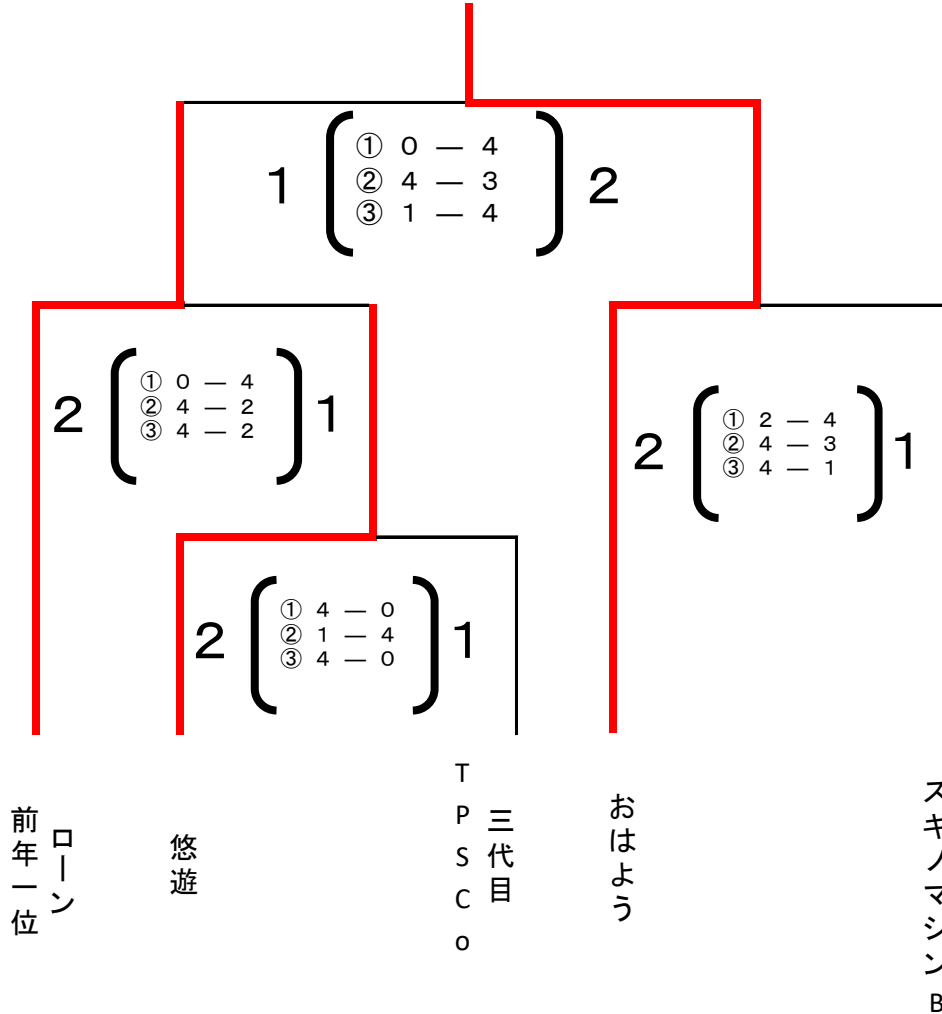 1
① 0 — 4
② 4 — 3
③ 1 — 4
2
2
① 0 — 4
② 4 — 2
③ 4 — 2
1
2
① 2 — 4
② 4 — 3
③ 4 — 1
1
2
① 4 — 0
② 1 — 4
③ 4 — 0
1
ローン
前年一位
悠遊
三代目
TPSCo
おはよう
スキノマシンB